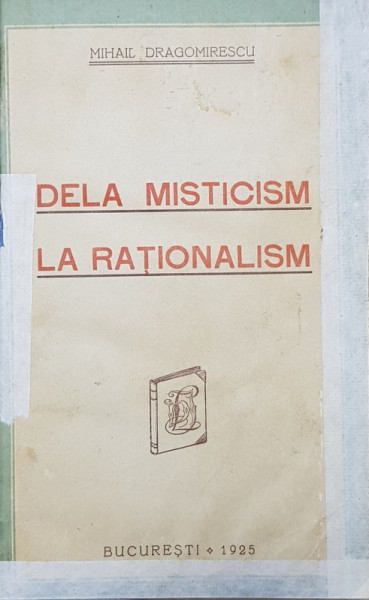 MIHAIL DRAGOMIRESCU
DELA MISTICISM
LA RAȚIONALISM
BUCUREȘTI ⬥ 1925